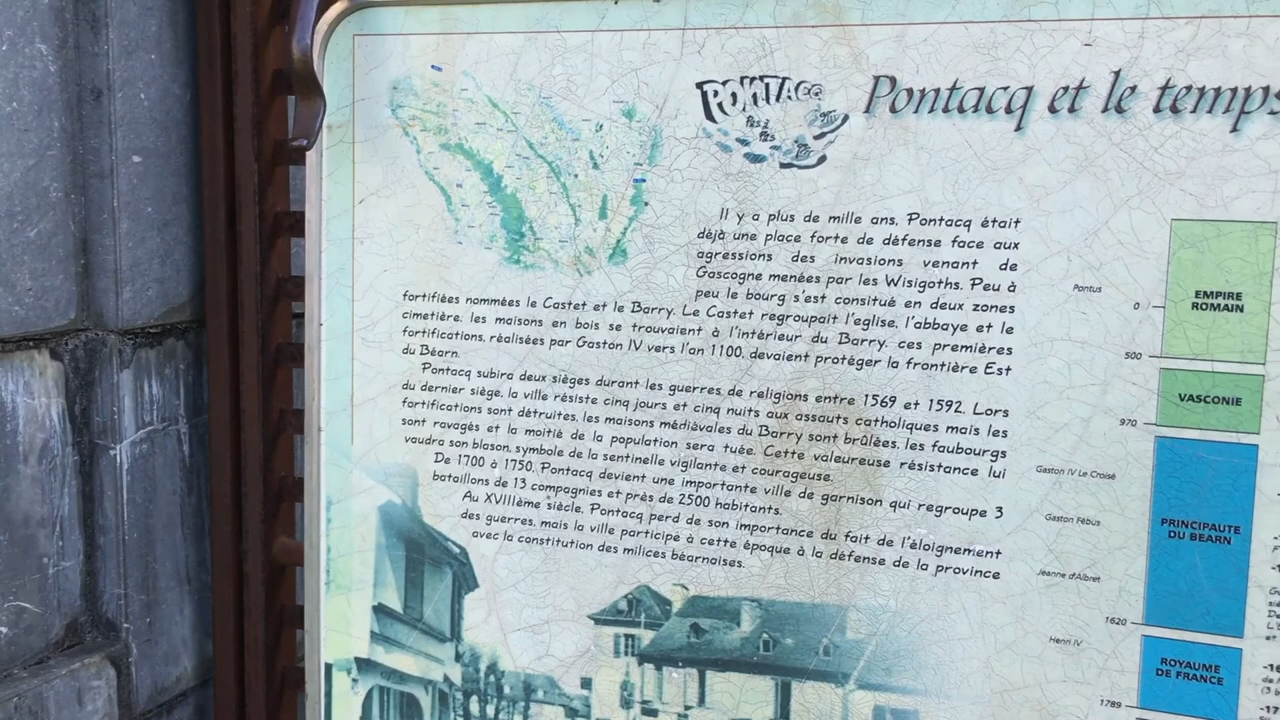 PONTACQ
Pas à
Pas
Pontacq et le temps
Il y a plus de mille ans, Pontacq était
déjà une place forte de défense face aux
agressions des invasions venant de
Gascogne menées par les Wisigoths. Peu à
peu le bourg s'est consitué en deux zones
fortifiées nommées le Castet et le Barry. Le Castet regroupait l'eglise, l'abbaye et le
cimetière, les maisons en bois se trouvaient à l'intérieur du Barry, ces premières
fortifications, réalisées par Gaston IV vers l'an 1100, devaient protéger la frontière Est
du Béarn.
Pontacq subira deux sièges durant les guerres de religions entre 1569 et 1592. Lors
du dernier siège, la ville résiste cinq jours et cinq nuits aux assauts catholiques mais les
fortifications sont détruites, les maisons médiévales du Barry sont brûlées, les faubourgs
sont ravagés et la moitié de la population sera tuée. Cette valeureuse résistance lui
vaudra son blason, symbole de la sentinelle vigilante et courageuse.
De 1700 à 1750, Pontacq devient une importante ville de garnison qui regroupe 3
bataillons de 13 compagnies et près de 2500 habitants.
Au XVIIIème siècle, Pontacq perd de son importance du fait de l'éloignement
des guerres, mais la ville participe à cette époque à la défense de la province
avec la constitution des milices béarnaises.
Pontus
0
EMPIRE
ROMAIN
500
VASCONIE
970
Gaston IV Le Croisé
Gaston Fébus
PRINCIPAUTE
DU BEARN
Jeanne d'Albret
1620
Henri IV
ROYAUME
DE FRANCE
1789